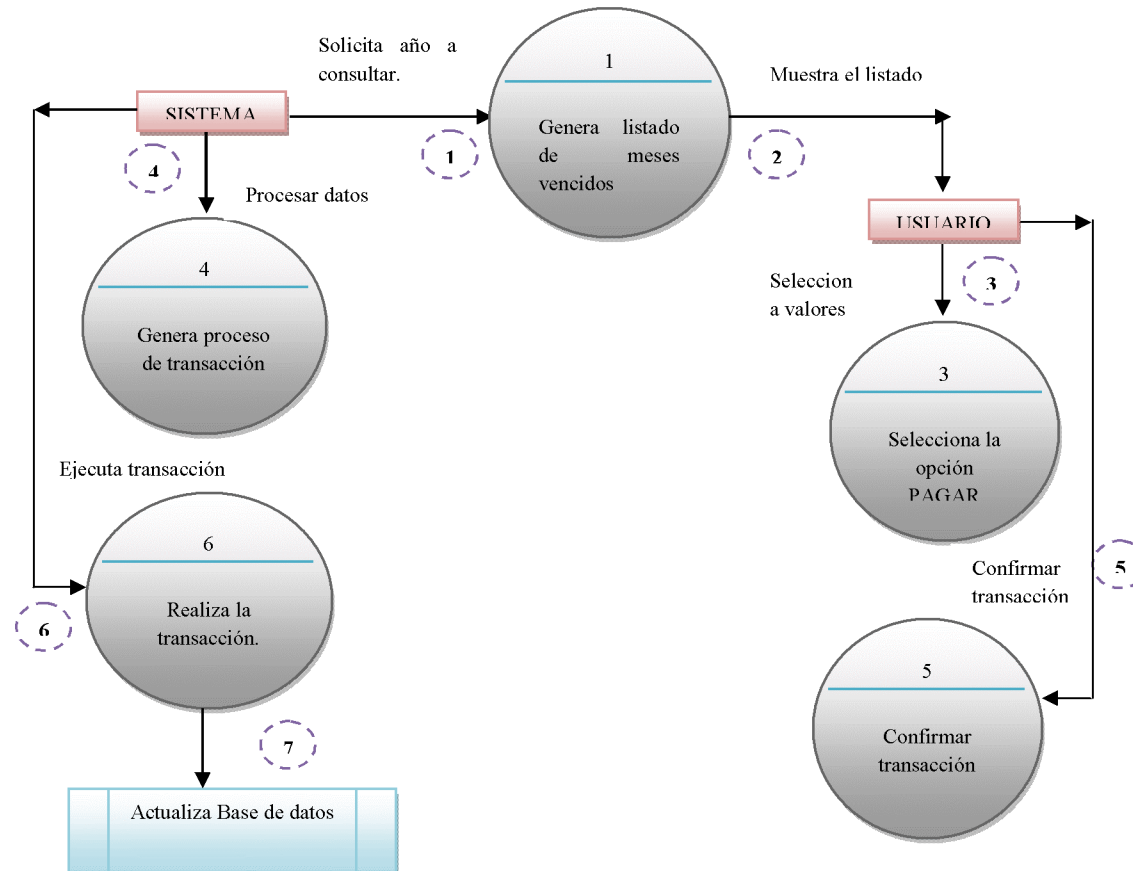 Solicita año a
consultar.
1
Genera listado
de meses
vencidos
Muestra el listado
SISTEMA
1
2
4
Procesar datos
USUARIO
4
Genera proceso
de transacción
Seleccion
a valores
3
3
Selecciona la
opción
PAGAR
Ejecuta transacción
6
Realiza la
transacción.
6
Confirmar
transacción
5
5
Confirmar
transacción
7
Actualiza Base de datos